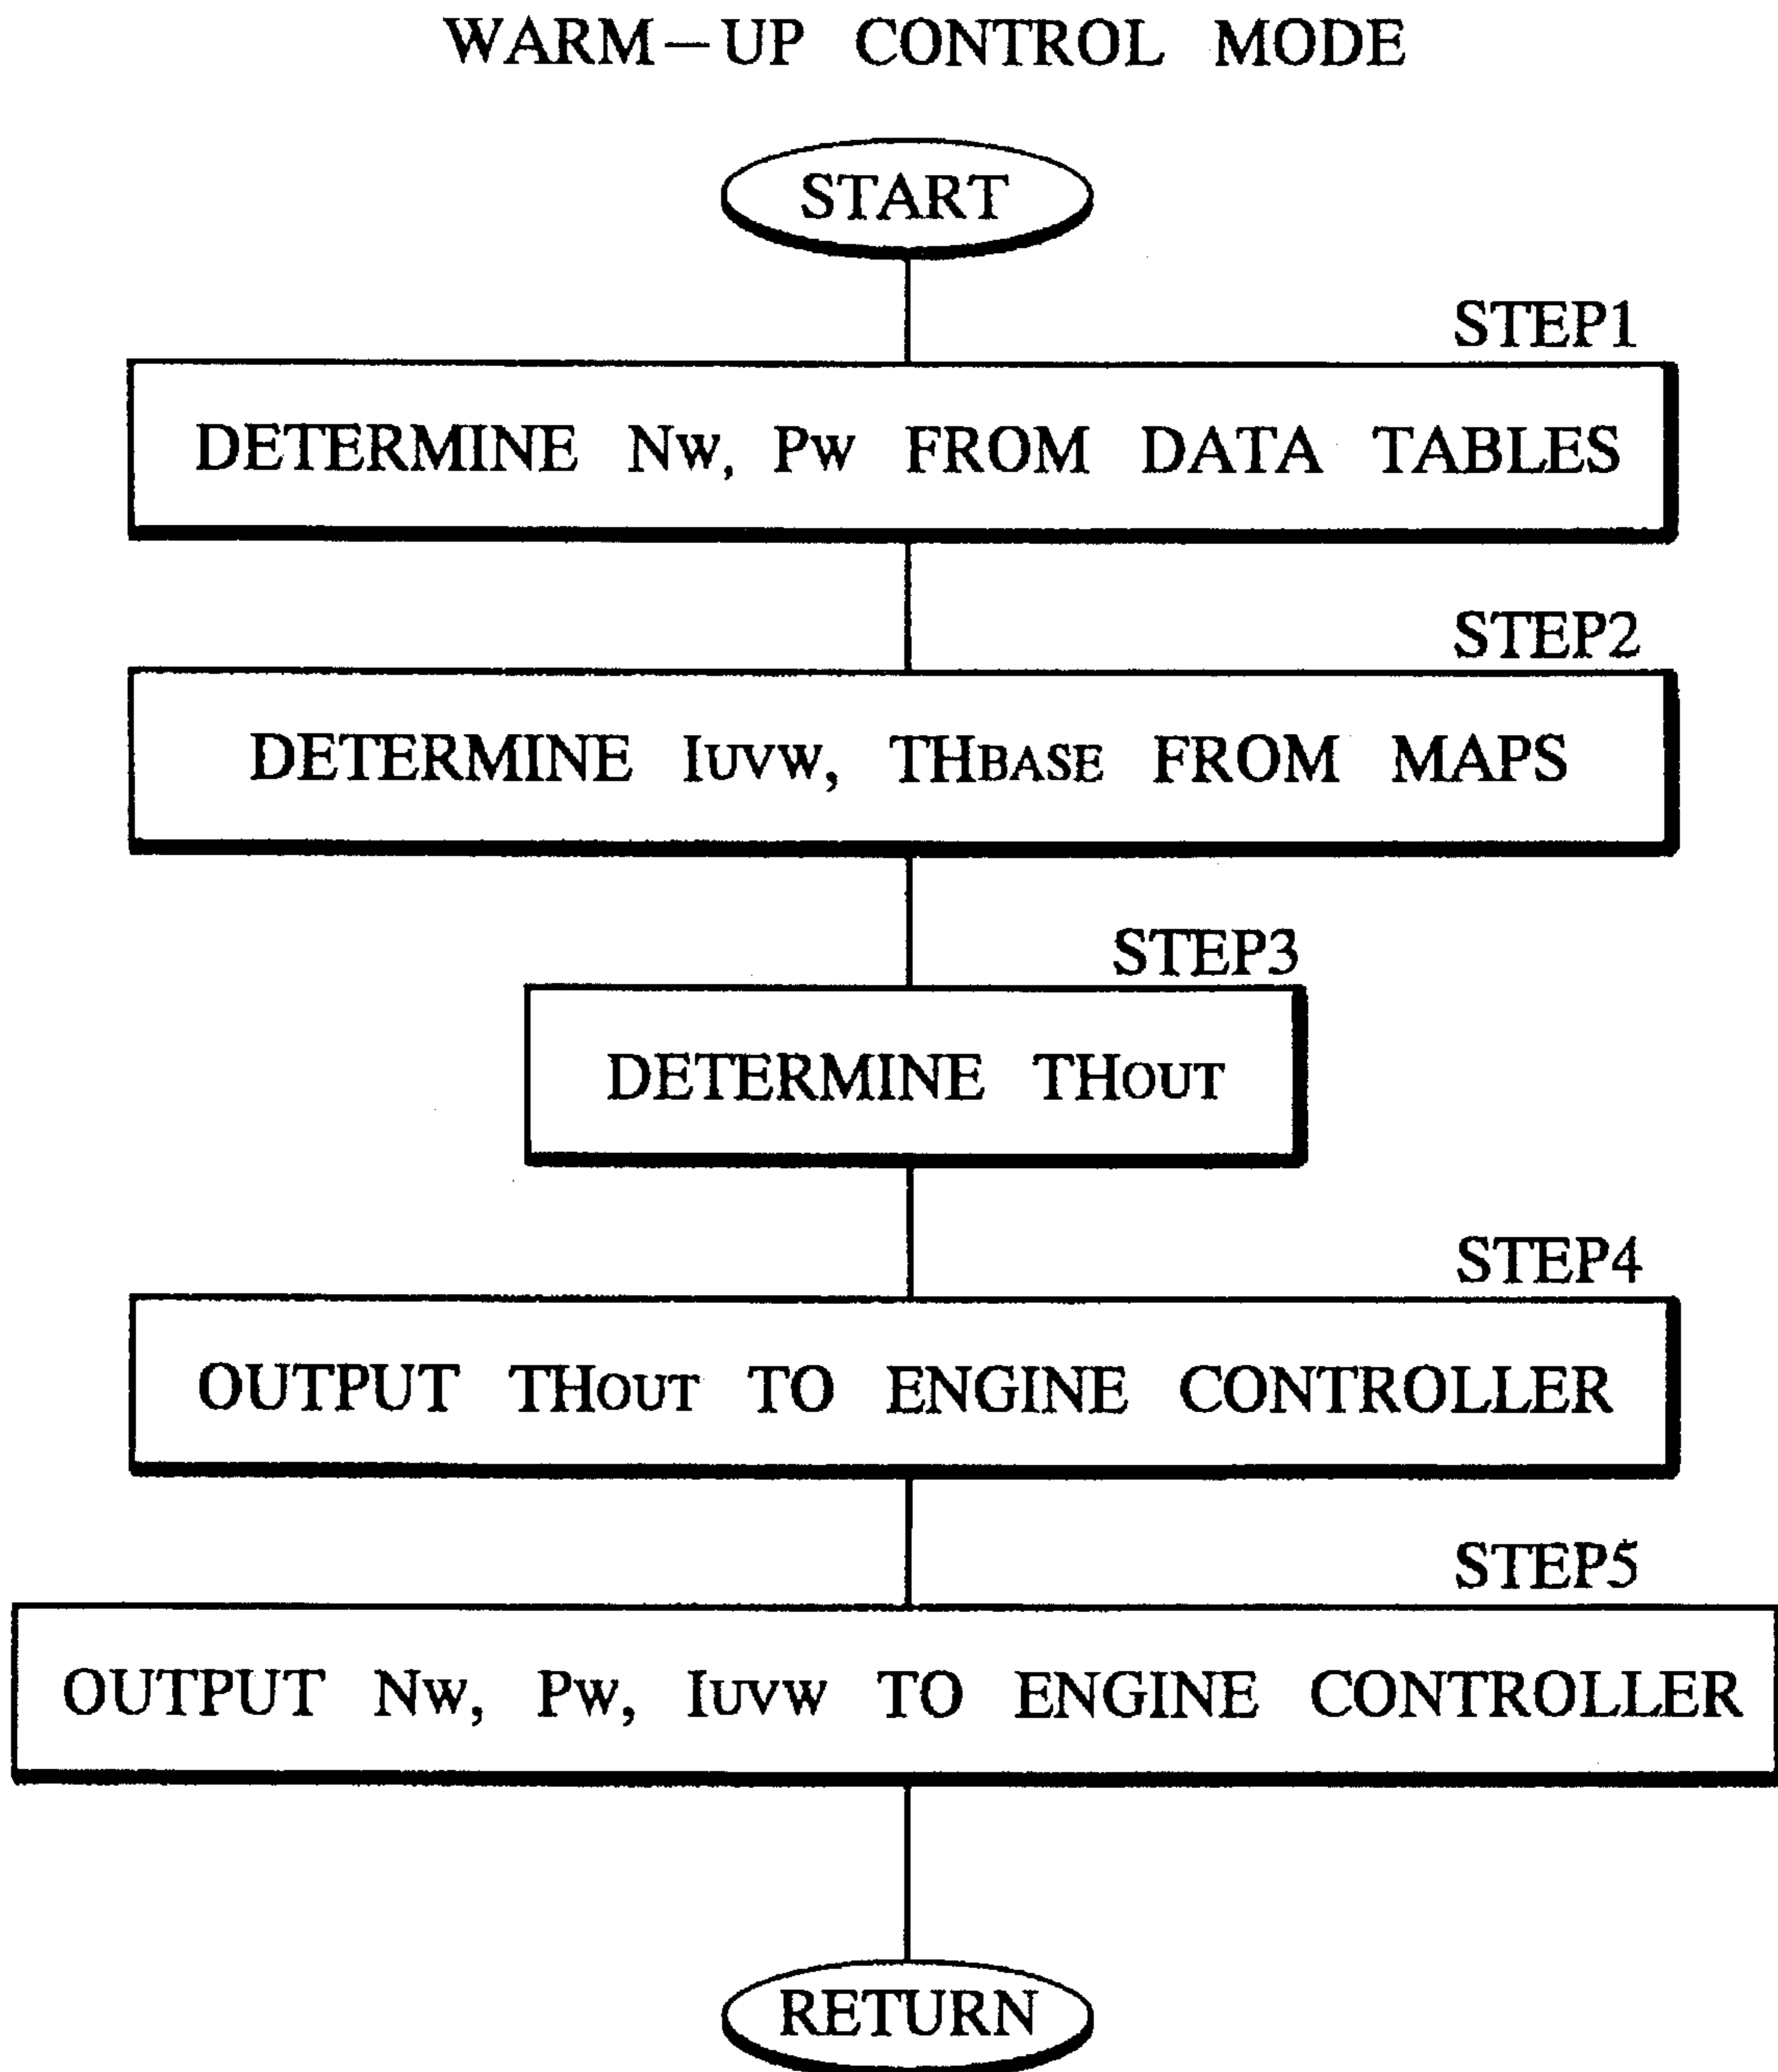 WARM-UP CONTROL MODE
START
STEP1
DETERMINE NW, PW FROM DATA TABLES
STEP2
DETERMINE IUVW, THBASE FROM MAPS
STEP3
DETERMINE THOUT
STEP4
OUTPUT THOUT TO ENGINE CONTROLLER
STEP5
OUTPUT NW, PW, IUVW TO ENGINE CONTROLLER
RETURN